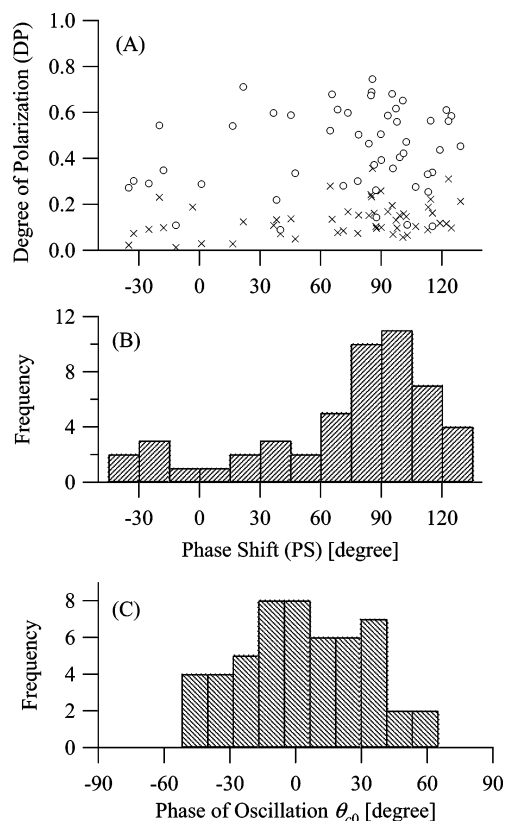 (A)
Degree of Polarization (DP)
1.0
0.8
0.6
0.4
0.2
0.0
-30 0 30 60 90 120
(B)
Frequency
12
8
4
0
-30 0 30 60 90 120
Phase Shift (PS) [degree]
(C)
Frequency
8
6
4
2
0
-90 -60 -30 0 30 60 90
Phase of Oscillation θc0 [degree]